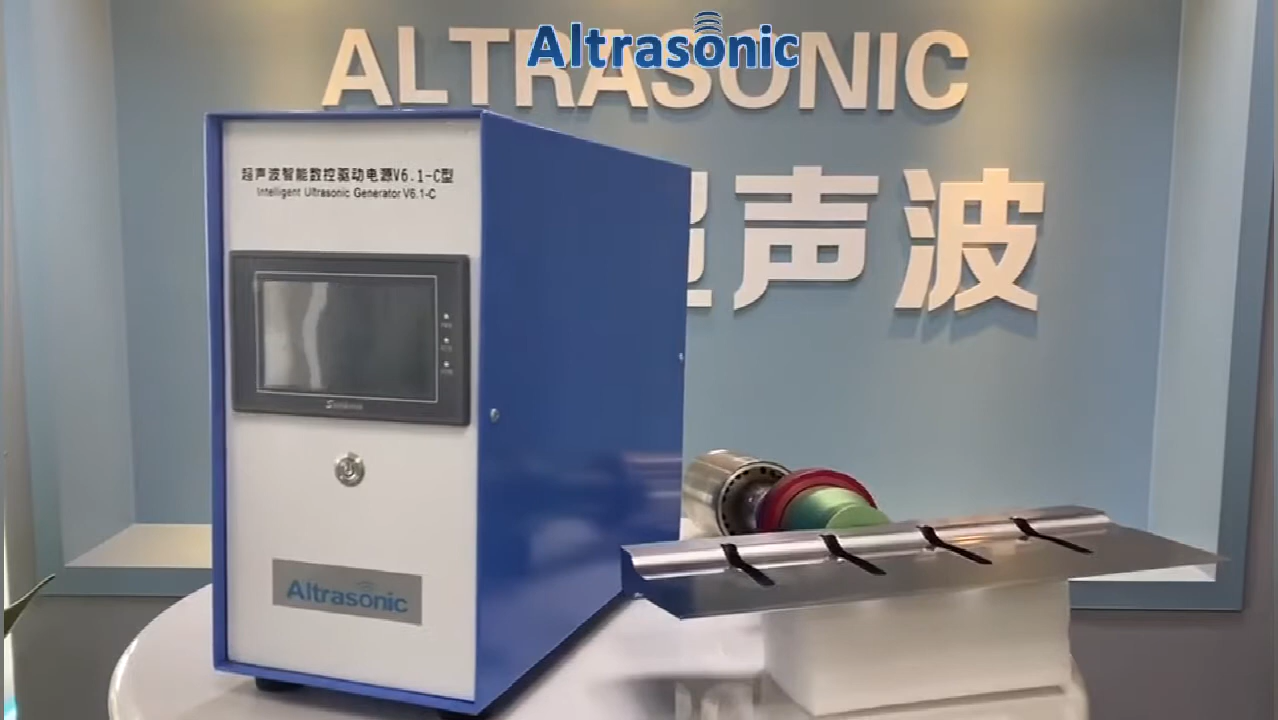 Altrasonic
ALTRASONIC
声波
超声波智能数控驱动电源V6.1-C型
Intelligent Ultrasonic Generator V6.1-C
Altrasonic